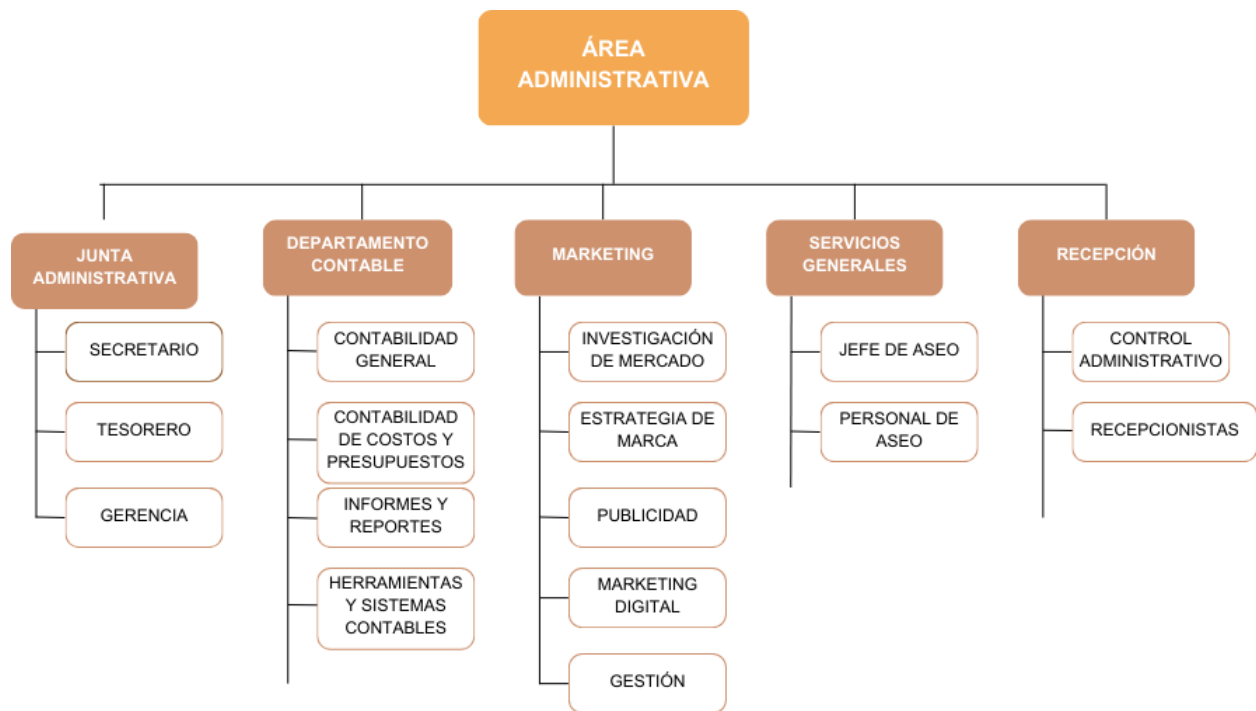 ÁREA
ADMINISTRATIVA
JUNTA
ADMINISTRATIVA
SECRETARIO
TESORERO
GERENCIA
DEPARTAMENTO
CONTABLE
CONTABILIDAD
GENERAL
CONTABILIDAD
DE COSTOS Y
PRESUPUESTOS
INFORMES Y
REPORTES
HERRAMIENTAS
Y SISTEMAS
CONTABLES
MARKETING
INVESTIGACIÓN
DE MERCADO
ESTRATEGIA DE
MARCA
PUBLICIDAD
MARKETING
DIGITAL
GESTIÓN
SERVICIOS
GENERALES
JEFE DE ASEO
PERSONAL DE
ASEO
RECEPCIÓN
CONTROL
ADMINISTRATIVO
RECEPCIONISTAS